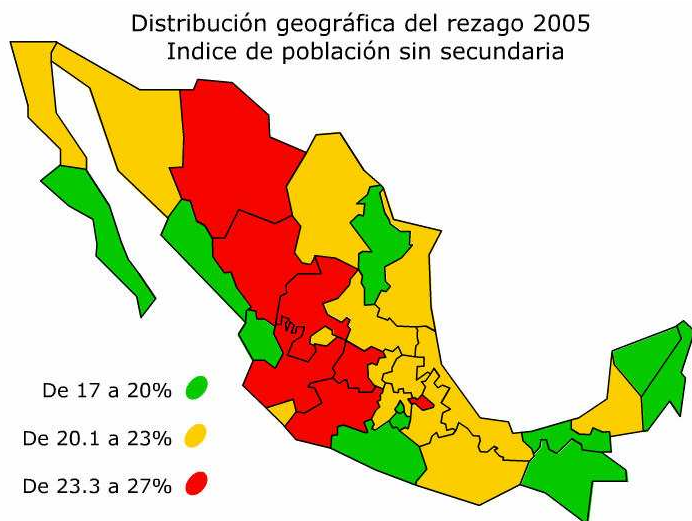 Distribución geográfica del rezago 2005
Indice de población sin secundaria
De 17 a 20%
De 20.1 a 23%
De 23.3 a 27%